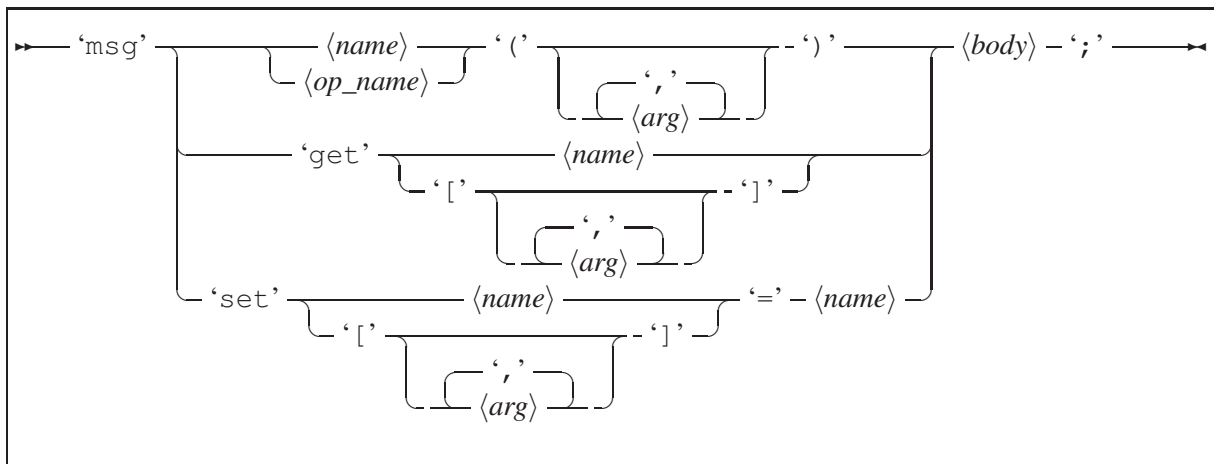 ‘msg’ ⟨name⟩ ‘(’ ‘)’ ⟨body⟩ ‘;’
⟨op_name⟩
‘,’
⟨arg⟩
‘get’ ⟨name⟩
‘[’ ‘]’
‘,’
⟨arg⟩
‘set’ ⟨name⟩ ‘=’ ⟨name⟩
‘[’ ‘]’
‘,’
⟨arg⟩